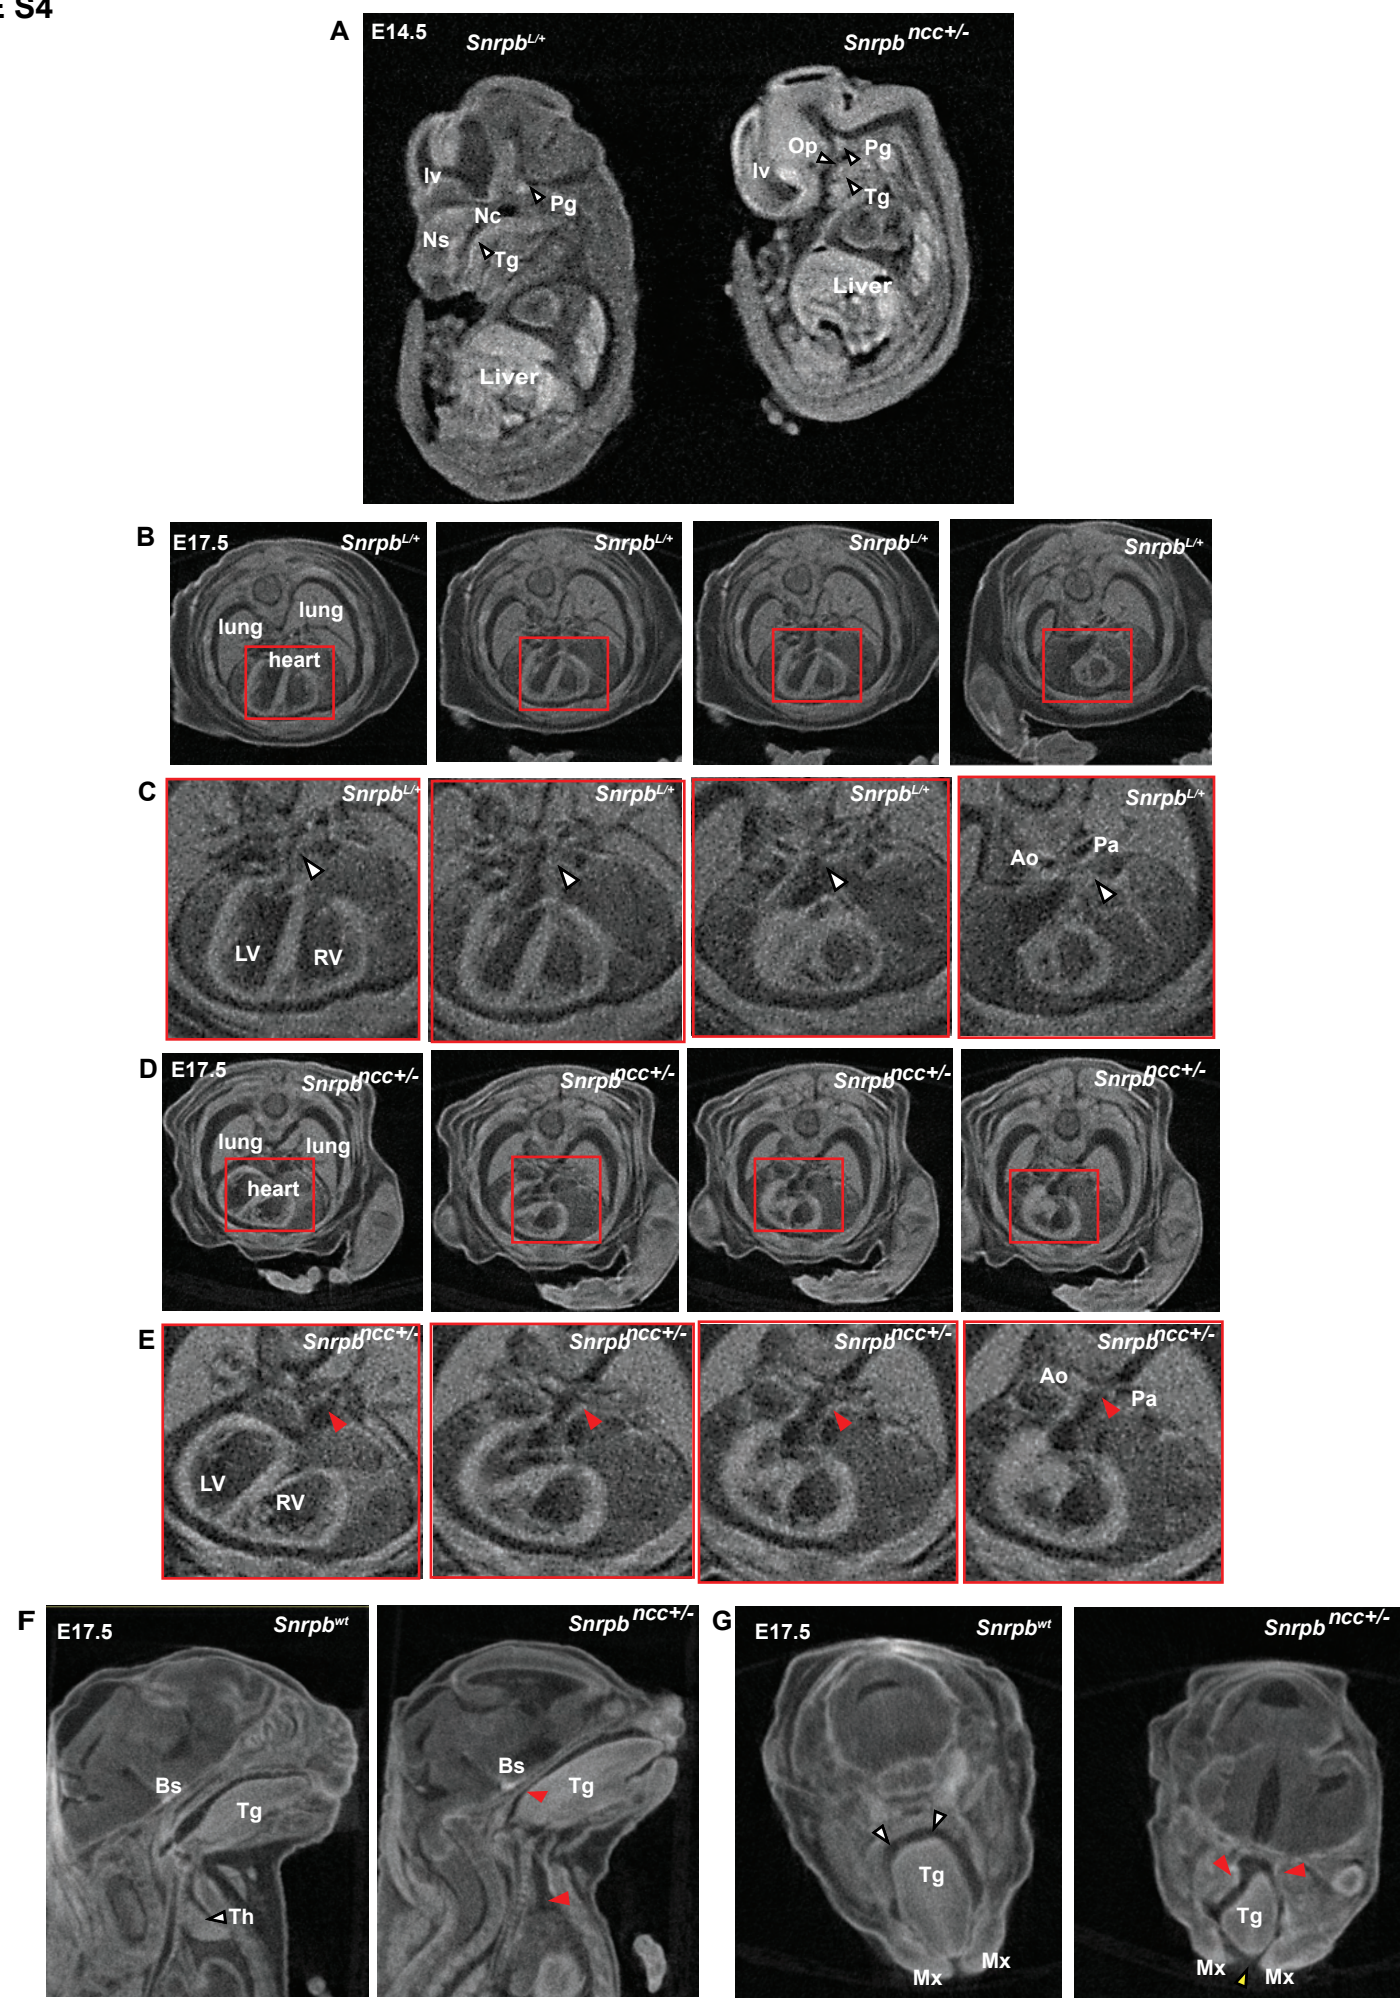 E S4
A E14.5 Snrpb^L/+ Snrpb ncc+/-
Op Pg
lv lv
Tg
Pg
Nc
Ns
Tg
Liver
Liver
B E17.5 Snrpb^L/+ Snrpb^L/+ Snrpb^L/+ Snrpb^L/+
lung
lung
heart
C Snrpb^L/+ Snrpb^L/+ Snrpb^L/+ Snrpb^L/+
Ao Pa
LV RV
D E17.5 Snrpb ncc+/- Snrpb ncc+/- Snrpb ncc+/- Snrpb ncc+/-
lung lung
heart
E Snrpb ncc+/- Snrpb ncc+/- Snrpb ncc+/- Snrpb ncc+/-
Ao Pa
LV RV
F E17.5 Snrpb^wt Snrpb ncc+/-
Bs Tg
Bs Tg
Th
G E17.5 Snrpb^wt Snrpb ncc+/-
Tg Tg
Mx Mx
Mx Mx